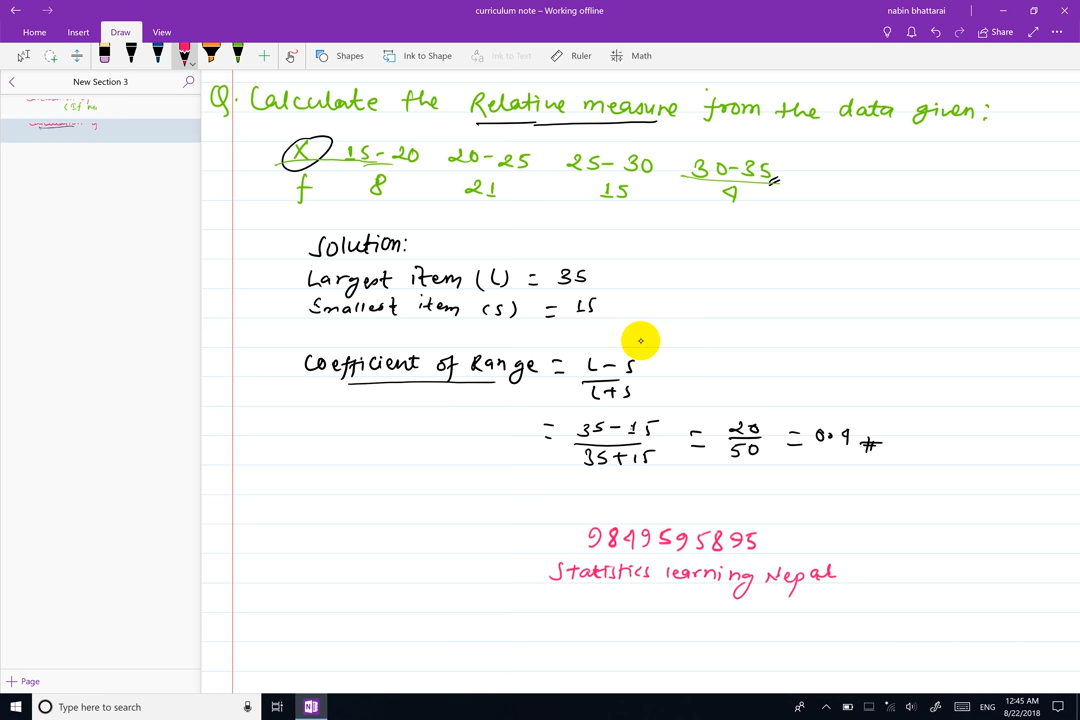 curriculum note – Working offline
nabin bhattarai
Home Insert Draw View
Share
Shapes Ink to Shape Ink to Text Ruler Math
New Section 3
Q. Calculate the Relative measure from the data given:
X 15-20 20-25 25-30 30-35
f 8 21 15 4
Solution:
Largest item (L) = 35
Smallest item (S) = 15
Coefficient of Range = L-S
L+S
= 35-15 = 20 = 0.4 #
35+15 50
9849595895
Statistics learning Nepal
+ Page
Type here to search
ENG
12:45 AM
8/22/2018